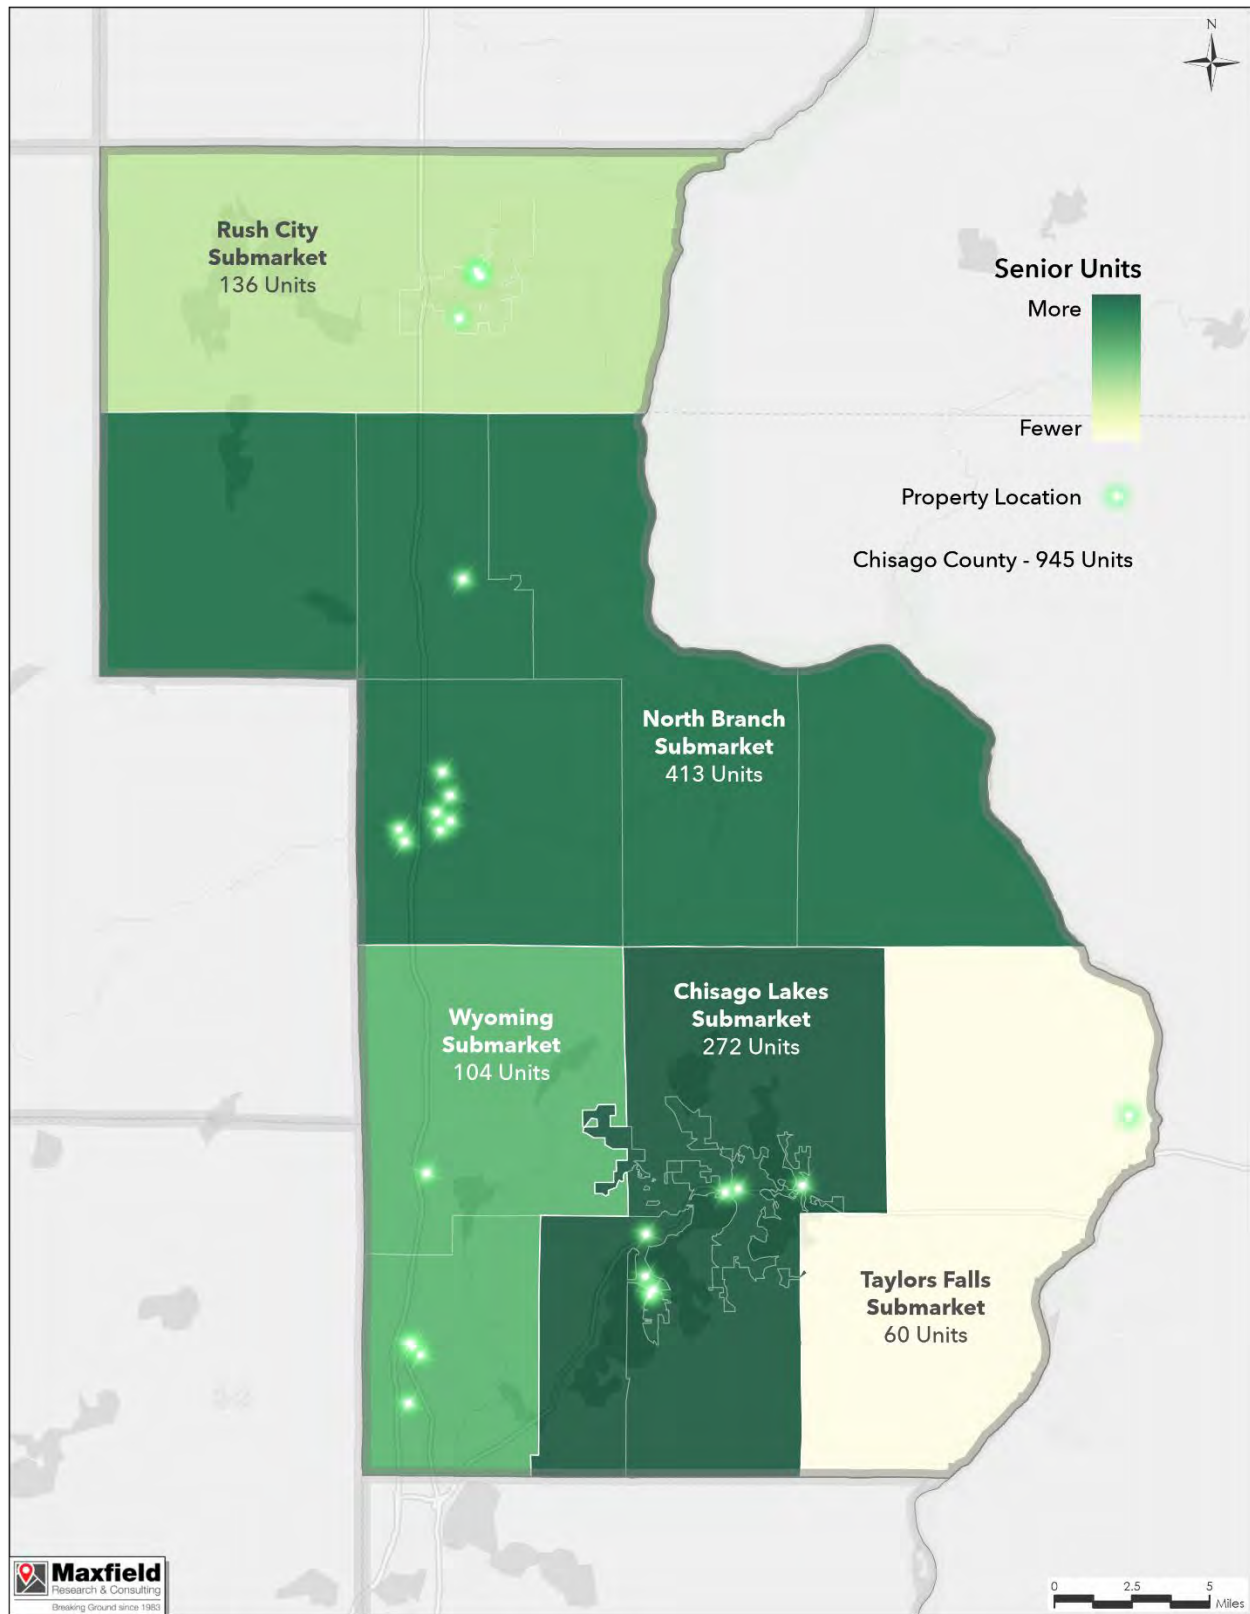 N
Rush City
Submarket
136 Units
Senior Units
More
Fewer
Property Location
Chisago County - 945 Units
North Branch
Submarket
413 Units
Chisago Lakes
Submarket
272 Units
Wyoming
Submarket
104 Units
Taylors Falls
Submarket
60 Units
Maxfield
Research & Consulting
Breaking Ground since 1983
0 2.5 5
Miles